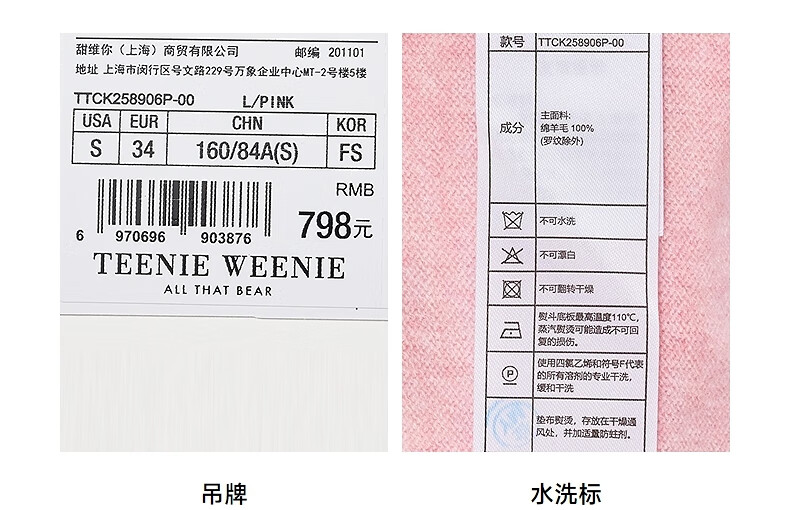 甜维你（上海）商贸有限公司 邮编 201101
地址 上海市闵行区号文路229号万象企业中心MT-2号楼5楼
TTCK258906P-00 L/PINK
USA EUR CHN KOR
S 34 160/84A(S) FS
RMB
798元
6 970696 903876
TEENIE WEENIE
ALL THAT BEAR
吊牌
款号 TTCK258906P-00
成分
主面料:
绵羊毛 100%
(罗纹除外)
不可水洗
不可漂白
不可翻转干燥
熨斗底板最高温度110℃,
蒸汽熨烫可能造成不可回
复的损伤。
P
使用四氯乙烯和符号F代表
的所有溶剂的专业干洗,
缓和干洗
垫布熨烫，存放在干燥通
风处，并加适量防蛀剂。
水洗标